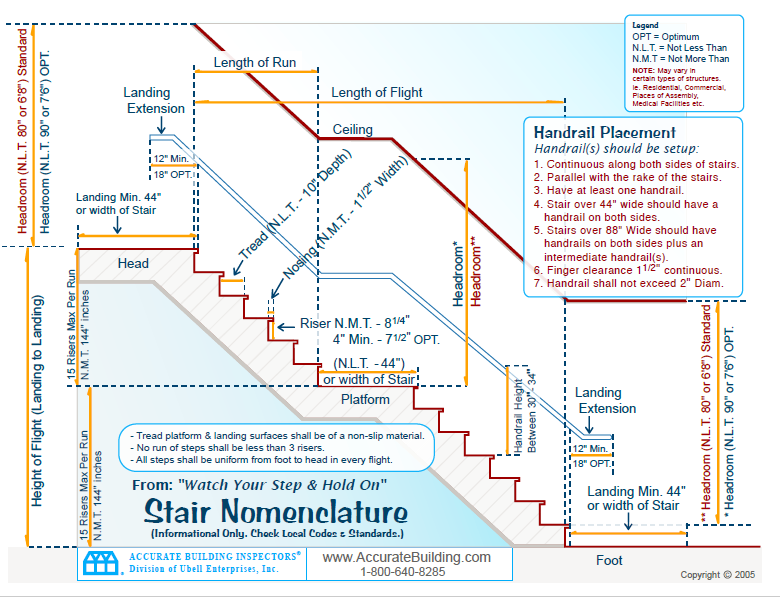 Legend
OPT = Optimum
N.L.T. = Not Less Than
N.M.T = Not More Than
NOTE: May vary in
certain types of structures.
ie. Residential, Commercial,
Places of Assembly,
Medical Facilities etc.
Headroom (N.L.T. 80" or 6'8") Standard
Headroom (N.L.T. 90" or 7'6") OPT.
Length of Run
Length of Flight
Landing
Extension
12" Min.
18" OPT.
Ceiling
Landing Min. 44"
or width of Stair
Tread (N.L.T. - 10" Depth)
Nosing (N.M.T. - 1 1/2" Width)
Handrail Placement
Handrail(s) should be setup:
1. Continuous along both sides of stairs.
2. Parallel with the rake of the stairs.
3. Have at least one handrail.
4. Stair over 44" wide should have a
handrail on both sides.
5. Stairs over 88" Wide should have
handrails on both sides plus an
intermediate handrail(s).
6. Finger clearance 1 1/2" continuous.
7. Handrail shall not exceed 2" Diam.
Head
Headroom*
Headroom**
Riser N.M.T. - 8 1/4"
4" Min. - 7 1/2" OPT.
(N.L.T. - 44")
or width of Stair
Platform
Height of Flight (Landing to Landing)
15 Risers Max Per Run
N.M.T. 144" inches
15 Risers Max Per Run
N.M.T. 144" inches
Handrail Height
Between 30" - 34"
Landing
Extension
12" Min.
18" OPT.
Landing Min. 44"
or width of Stair
** Headroom (N.L.T. 80" or 6'8") Standard
* Headroom (N.L.T. 90" or 7'6") OPT.
- Tread platform & landing surfaces shall be of a non-slip material.
- No run of steps shall be less than 3 risers.
- All steps shall be uniform from foot to head in every flight.
From: "Watch Your Step & Hold On"
Stair Nomenclature
(Informational Only. Check Local Codes & Standards.)
ACCURATE BUILDING INSPECTORS®
Division of Ubell Enterprises, Inc.
www.AccurateBuilding.com
1-800-640-8285
Foot
Copyright © 2005